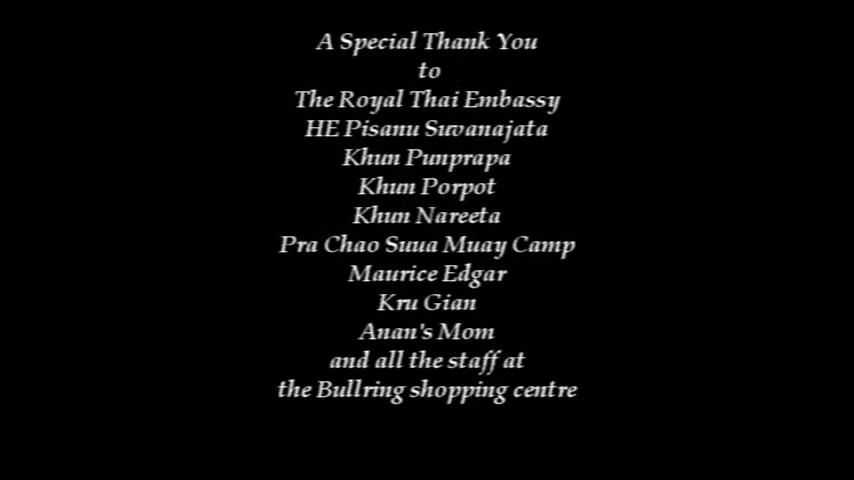 A Special Thank You
to
The Royal Thai Embassy
HE Pisanu Suvanajata
Khun Punprapa
Khun Porpot
Khun Nareeta
Pra Chao Suua Muay Camp
Maurice Edgar
Kru Gian
Anan's Mom
and all the staff at
the Bullring shopping centre